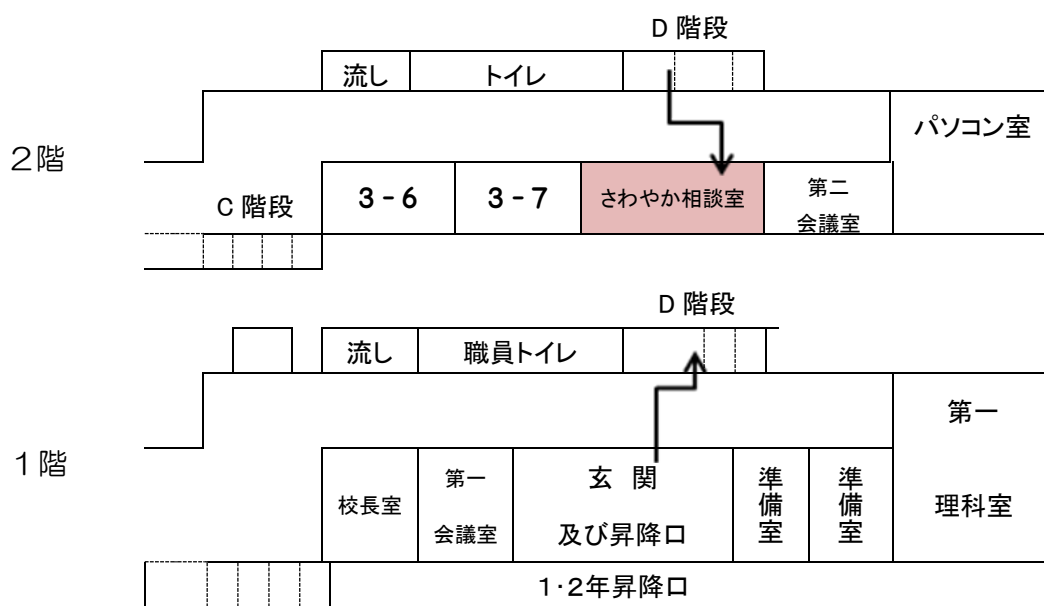 D 階段
流し
トイレ
パソコン室
2階
C 階段
3-6
3-7
さわやか相談室
第二
会議室
D 階段
流し
職員トイレ
1階
第一
理科室
校長室
第一
会議室
玄 関
及び昇降口
準備室
準備室
1・2年昇降口